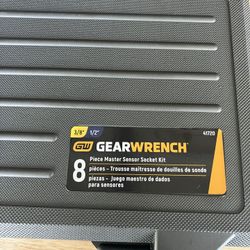 3/8" 1/2"
41720
GW GEARWRENCH
8 Piece Master Sensor Socket Kit
pièces - Trousse maîtresse de douilles de sonde
piezas - Juego maestro de dados
para sensores